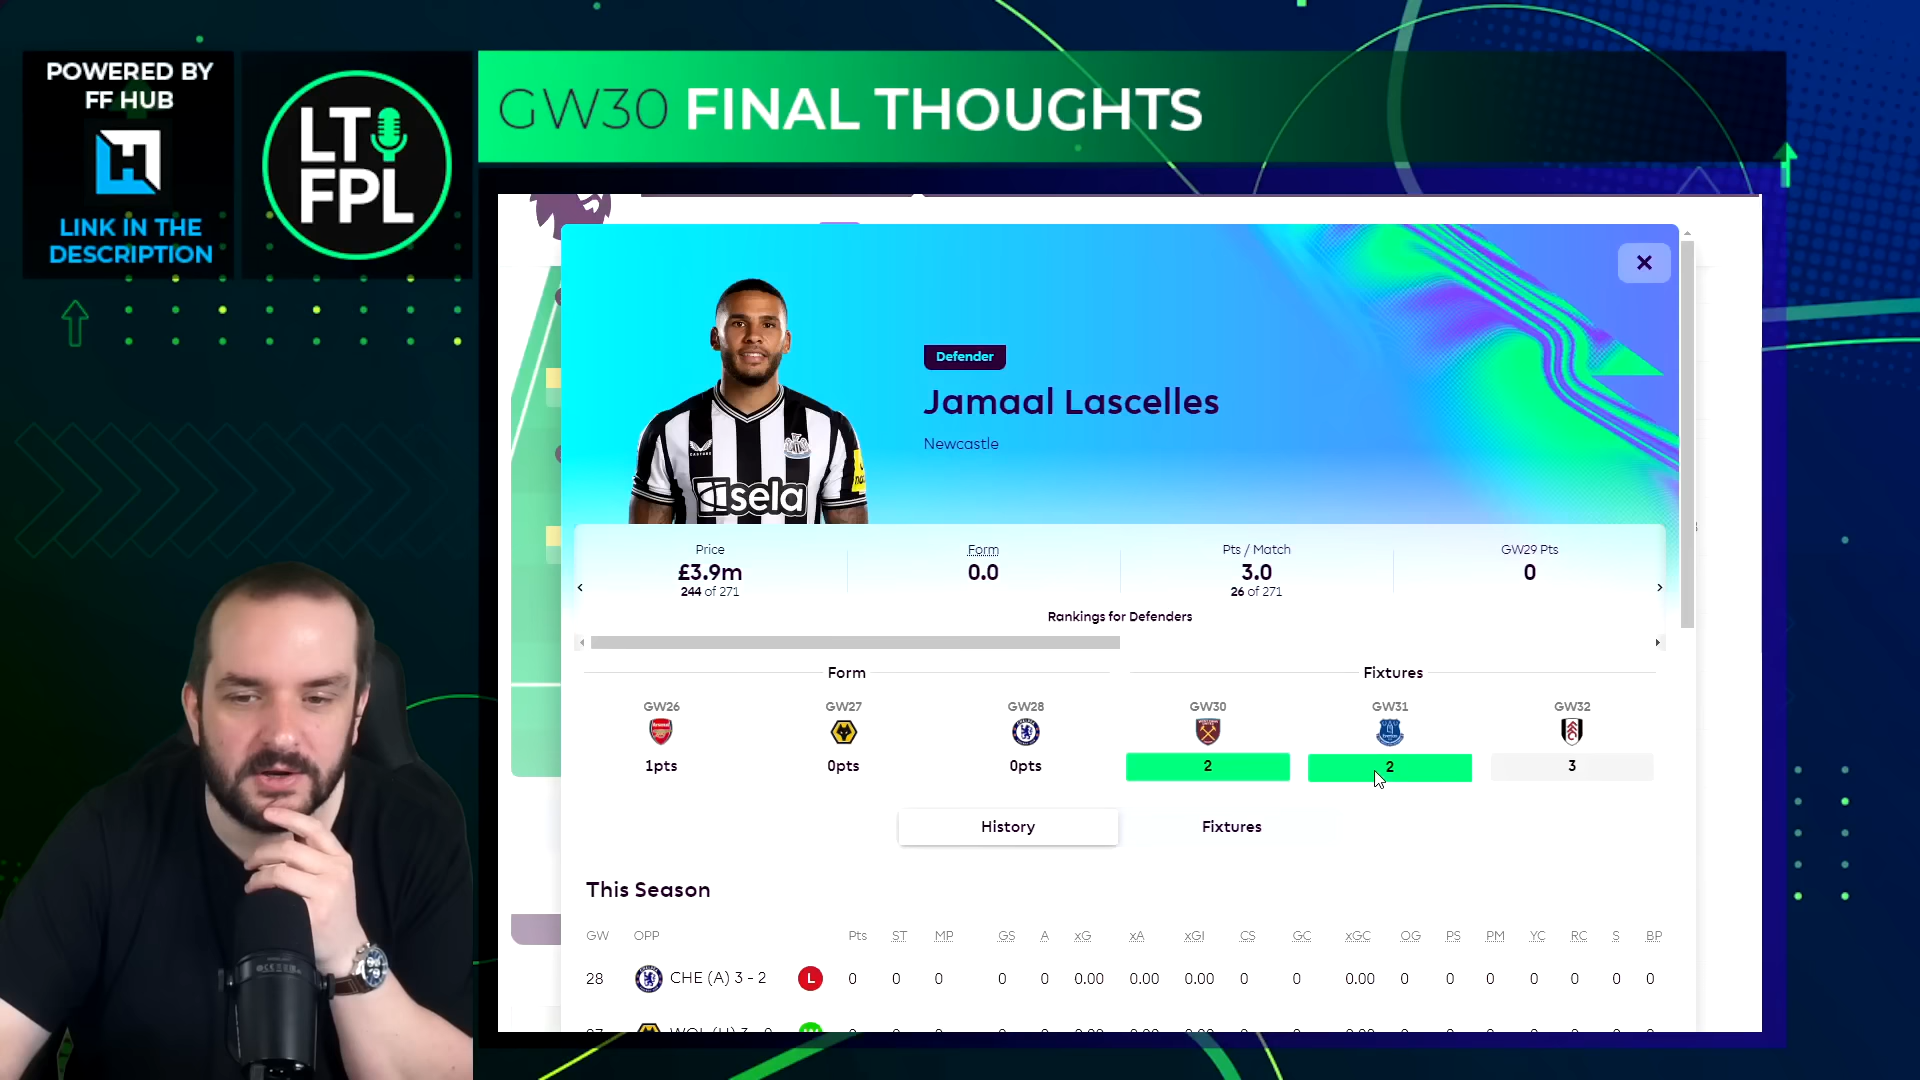 POWERED BY
FF HUB
LINK IN THE
DESCRIPTION
LT
FPL
GW30 FINAL THOUGHTS
Defender
Jamaal Lascelles
Newcastle
sela
Price
£3.9m
244 of 271
Form
0.0
Pts / Match
3.0
26 of 271
GW29 Pts
0
Rankings for Defenders
Form
Fixtures
GW26
GW27
GW28
GW30
GW31
GW32
1pts
0pts
0pts
2
2
3
History
Fixtures
This Season
GW OPP Pts ST MP GS A xG xA xGI CS GC xGC OG PS PM YC RC S BP
28 CHE (A) 3 - 2 L 0 0 0 0 0 0.00 0.00 0.00 0 0 0.00 0 0 0 0 0 0 0